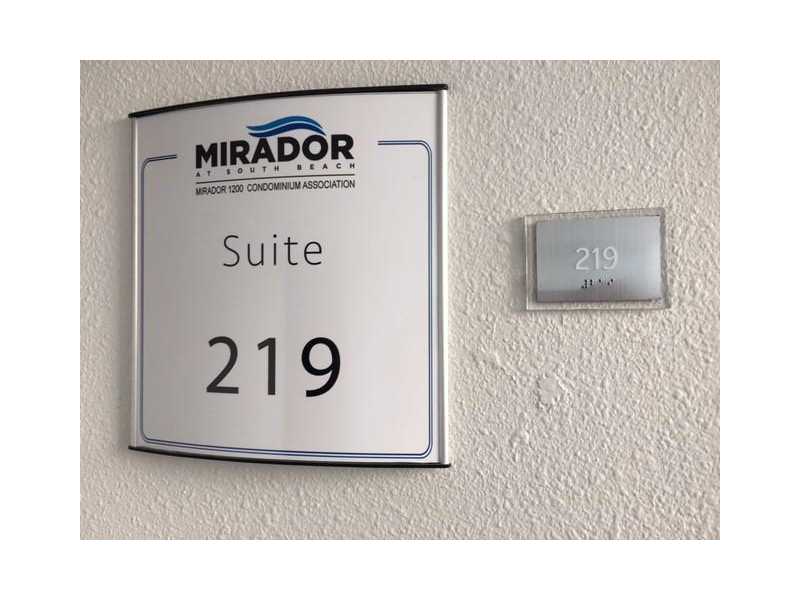 MIRADOR
AT SOUTH BEACH
MIRADOR 1200 CONDOMINIUM ASSOCIATION
Suite
219
219